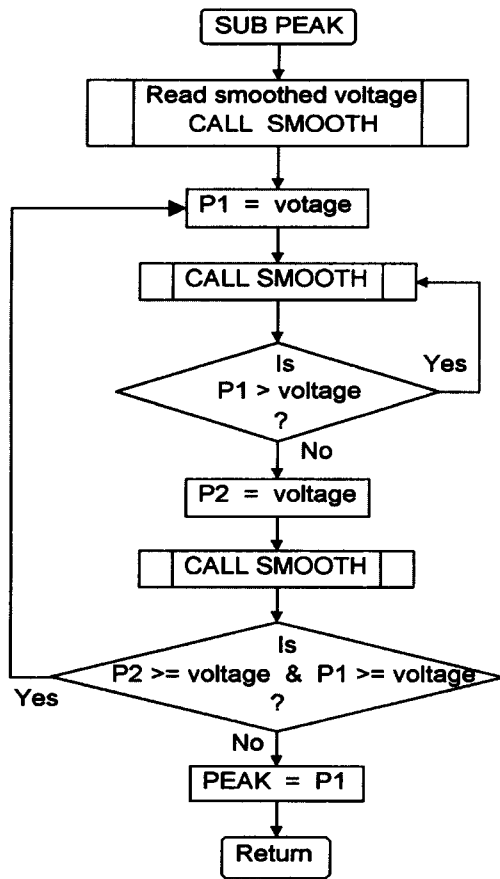 SUB PEAK
Read smoothed voltage
CALL SMOOTH
P1 = votage
CALL SMOOTH
Is
P1 > voltage
?
Yes
No
P2 = voltage
CALL SMOOTH
Is
P2 >= voltage & P1 >= voltage
?
Yes
No
PEAK = P1
Return